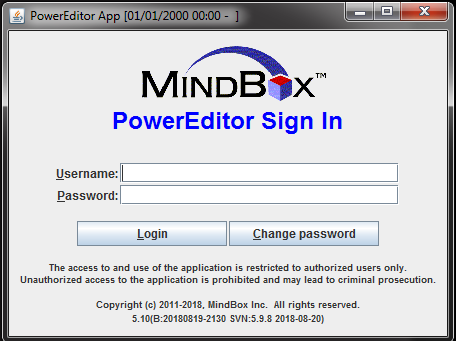 PowerEditor App [01/01/2000 00:00 -  ]
MINDBOX™
PowerEditor Sign In
Username:
Password:
Login Change password
The access to and use of the application is restricted to authorized users only.
Unauthorized access to the application is prohibited and may lead to criminal prosecution.
Copyright (c) 2011-2018, MindBox Inc.  All rights reserved.
5.10(B:20180819-2130 SVN:5.9.8 2018-08-20)